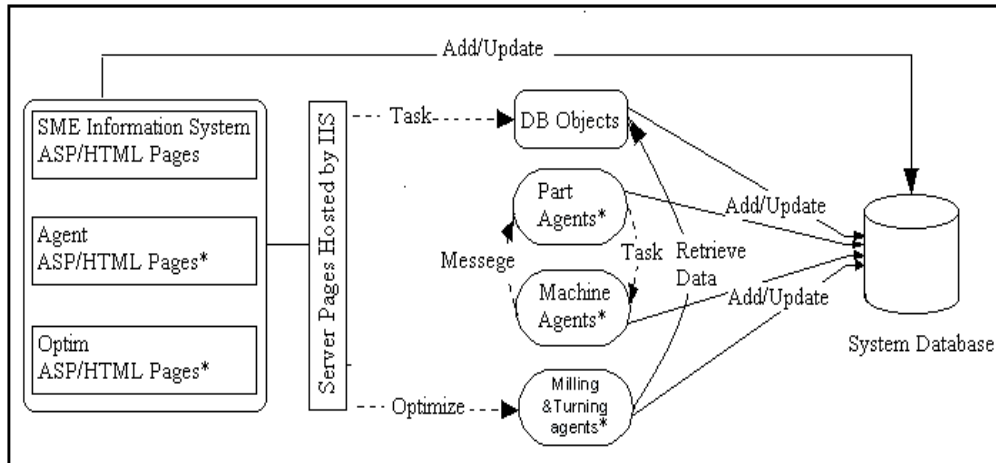 Add/Update
SME Information System
ASP/HTML Pages
Agent
ASP/HTML Pages*
Optim
ASP/HTML Pages*
Server Pages Hosted by IIS
Task
DB Objects
Part
Agents*
Messege
Task
Retrieve
Data
Machine
Agents*
Add/Update
Add/Update
System Database
Optimize
Milling
&Turning
agents*